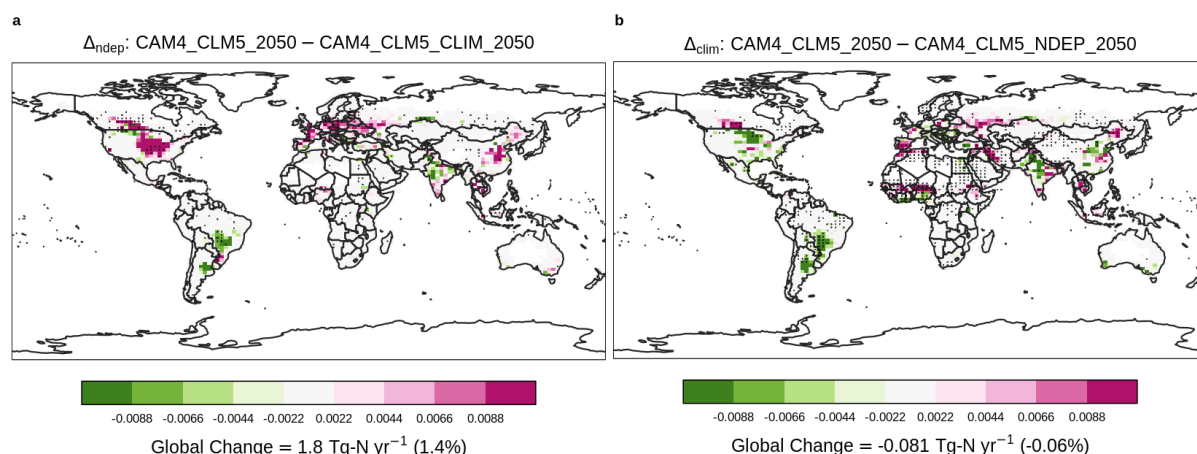 a
Δndep: CAM4_CLM5_2050 − CAM4_CLM5_CLIM_2050
-0.0088 -0.0066 -0.0044 -0.0022 0.0022 0.0044 0.0066 0.0088
Global Change = 1.8 Tg-N yr⁻¹ (1.4%)
b
Δclim: CAM4_CLM5_2050 − CAM4_CLM5_NDEP_2050
-0.0088 -0.0066 -0.0044 -0.0022 0.0022 0.0044 0.0066 0.0088
Global Change = -0.081 Tg-N yr⁻¹ (-0.06%)